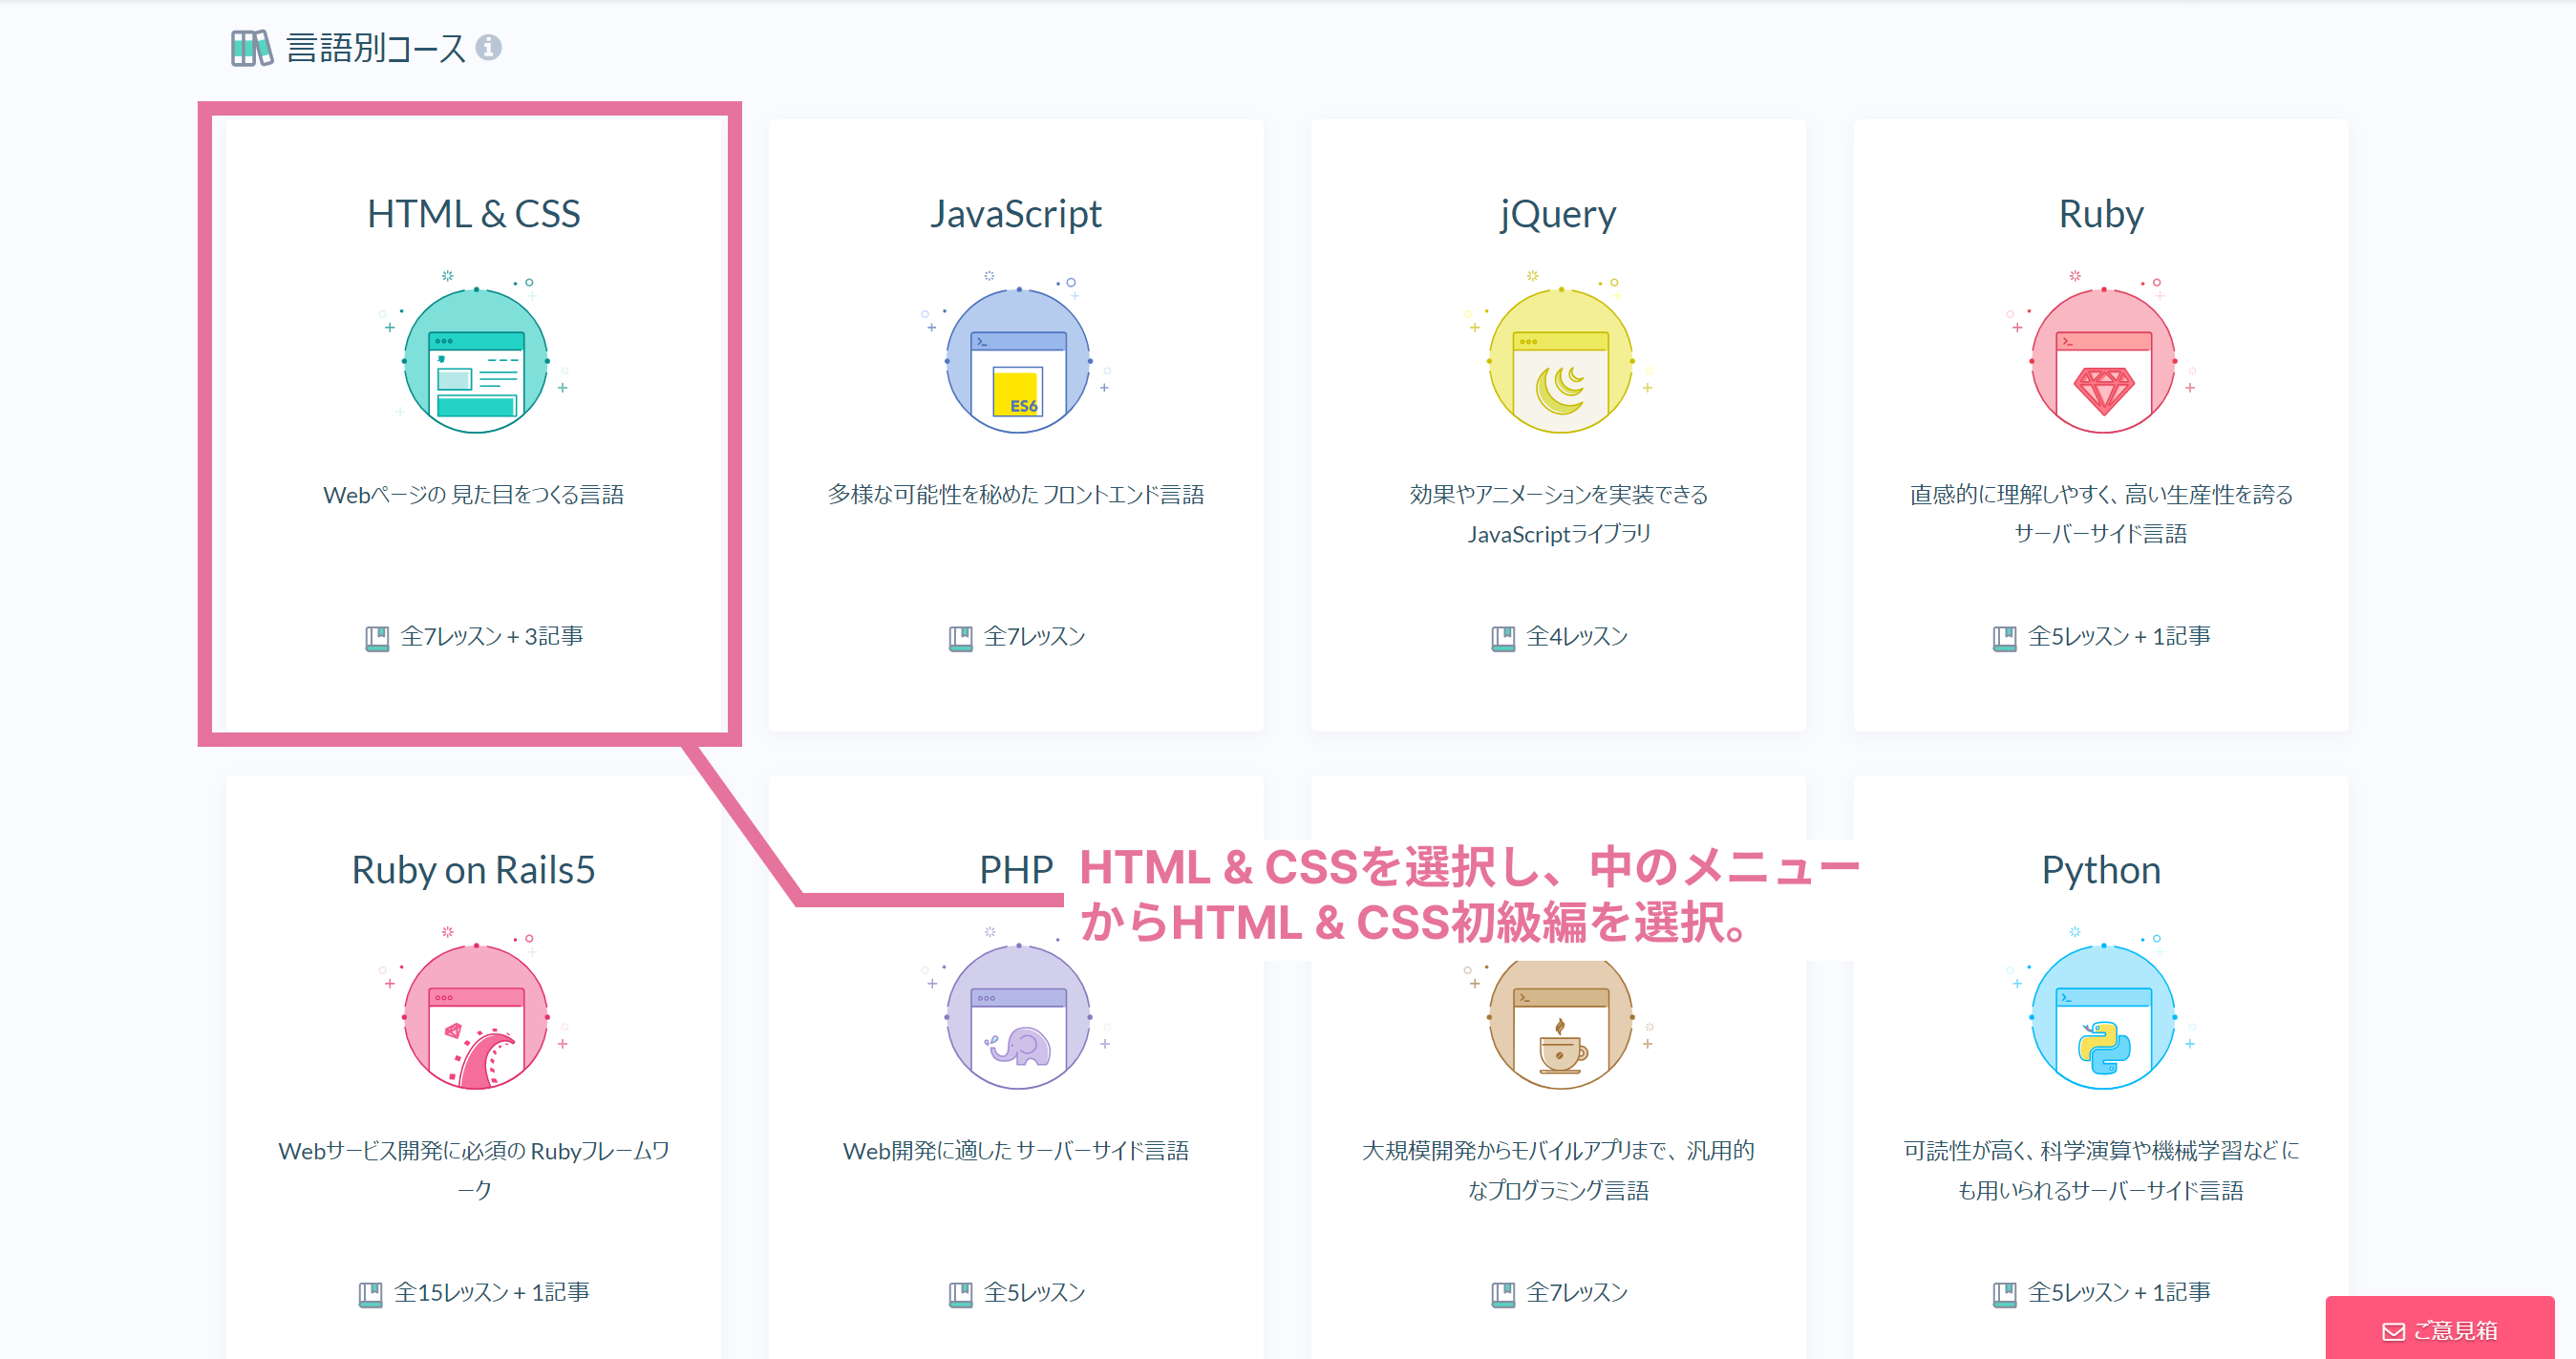 言語別コース
HTML & CSS
Webページの 見た目をつくる言語
全7レッスン + 3記事
JavaScript
ES6
多様な可能性を秘めた フロントエンド言語
全7レッスン
jQuery
効果やアニメーションを実装できる
JavaScriptライブラリ
全4レッスン
Ruby
直感的に理解しやすく、高い生産性を誇る
サーバーサイド言語
全5レッスン + 1記事
HTML & CSSを選択し、中のメニュー
からHTML & CSS初級編を選択。
Ruby on Rails5
Webサービス開発に必須の Rubyフレームワ
ーク
全15レッスン + 1記事
PHP
Web開発に適した サーバーサイド言語
全5レッスン
大規模開発からモバイルアプリまで、汎用的
なプログラミング言語
全7レッスン
Python
可読性が高く、科学演算や機械学習などに
も用いられるサーバーサイド言語
全5レッスン + 1記事
ご意見箱